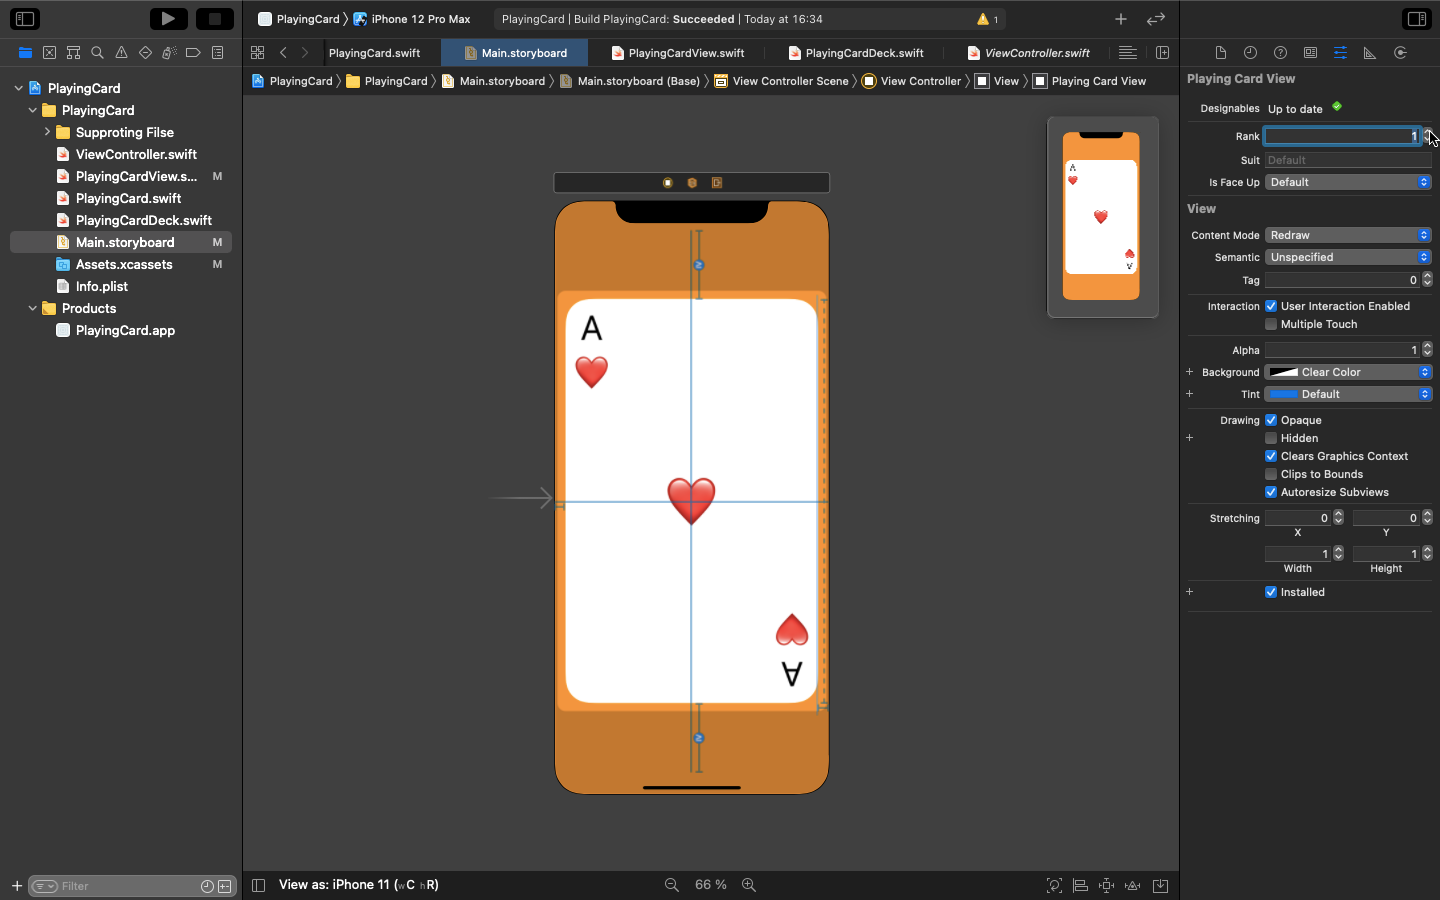 PlayingCard
iPhone 12 Pro Max
PlayingCard | Build PlayingCard: Succeeded | Today at 16:34
1
PlayingCard.swift
Main.storyboard
PlayingCardView.swift
PlayingCardDeck.swift
ViewController.swift
PlayingCard
PlayingCard
Main.storyboard
Main.storyboard (Base)
View Controller Scene
View Controller
View
Playing Card View
PlayingCard
PlayingCard
Supproting Filse
ViewController.swift
PlayingCardView.s... M
PlayingCard.swift
PlayingCardDeck.swift
Main.storyboard M
Assets.xcassets M
Info.plist
Products
PlayingCard.app
Filter
A
A
A
A
View as: iPhone 11 (wC hR)
66 %
Playing Card View
Designables Up to date
Rank 1
Suit Default
Is Face Up Default
View
Content Mode Redraw
Semantic Unspecified
Tag 0
Interaction User Interaction Enabled
Multiple Touch
Alpha 1
+ Background Clear Color
+ Tint Default
Drawing Opaque
+ Hidden
Clears Graphics Context
Clips to Bounds
Autoresize Subviews
Stretching 0 0
X Y
1 1
Width Height
+ Installed